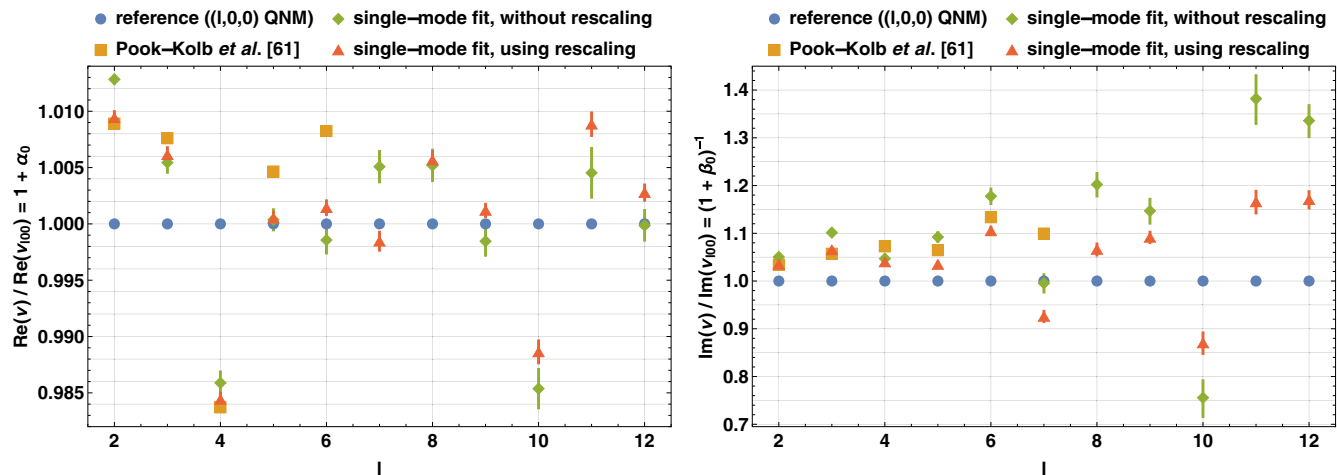 reference ((l,0,0) QNM) single−mode fit, without rescaling
Pook−Kolb et al. [61] single−mode fit, using rescaling
Re(ν) / Re(ν_l00) = 1 + α_0
1.010
1.005
1.000
0.995
0.990
0.985
2 4 6 8 10 12
l
reference ((l,0,0) QNM) single−mode fit, without rescaling
Pook−Kolb et al. [61] single−mode fit, using rescaling
Im(ν) / Im(ν_l00) = (1 + β_0)^−1
1.4
1.3
1.2
1.1
1.0
0.9
0.8
0.7
2 4 6 8 10 12
l